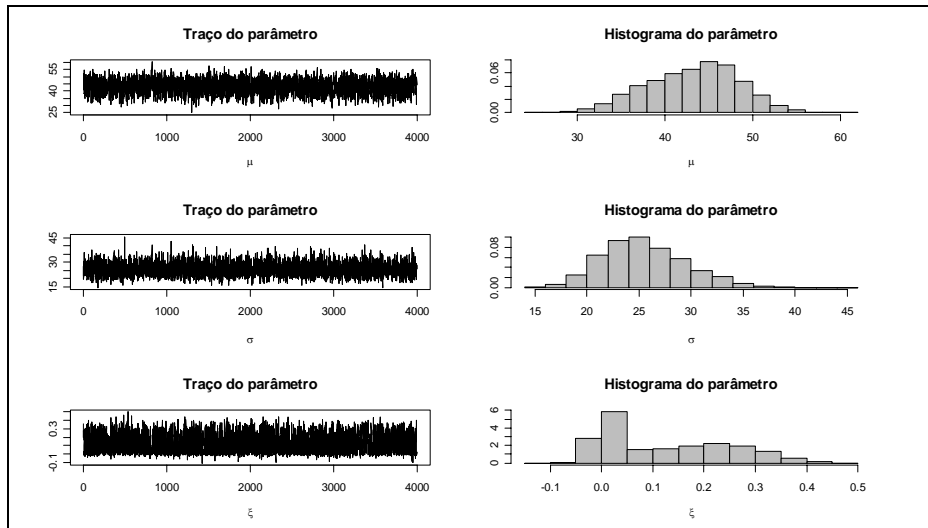 Traço do parâmetro
25 40 55
0 1000 2000 3000 4000
μ
Histograma do parâmetro
0.00 0.06
30 40 50 60
μ
Traço do parâmetro
15 30 45
0 1000 2000 3000 4000
σ
Histograma do parâmetro
0.00 0.08
15 20 25 30 35 40 45
σ
Traço do parâmetro
-0.1 0.3
0 1000 2000 3000 4000
ξ
Histograma do parâmetro
0 2 4 6
-0.1 0.0 0.1 0.2 0.3 0.4 0.5
ξ